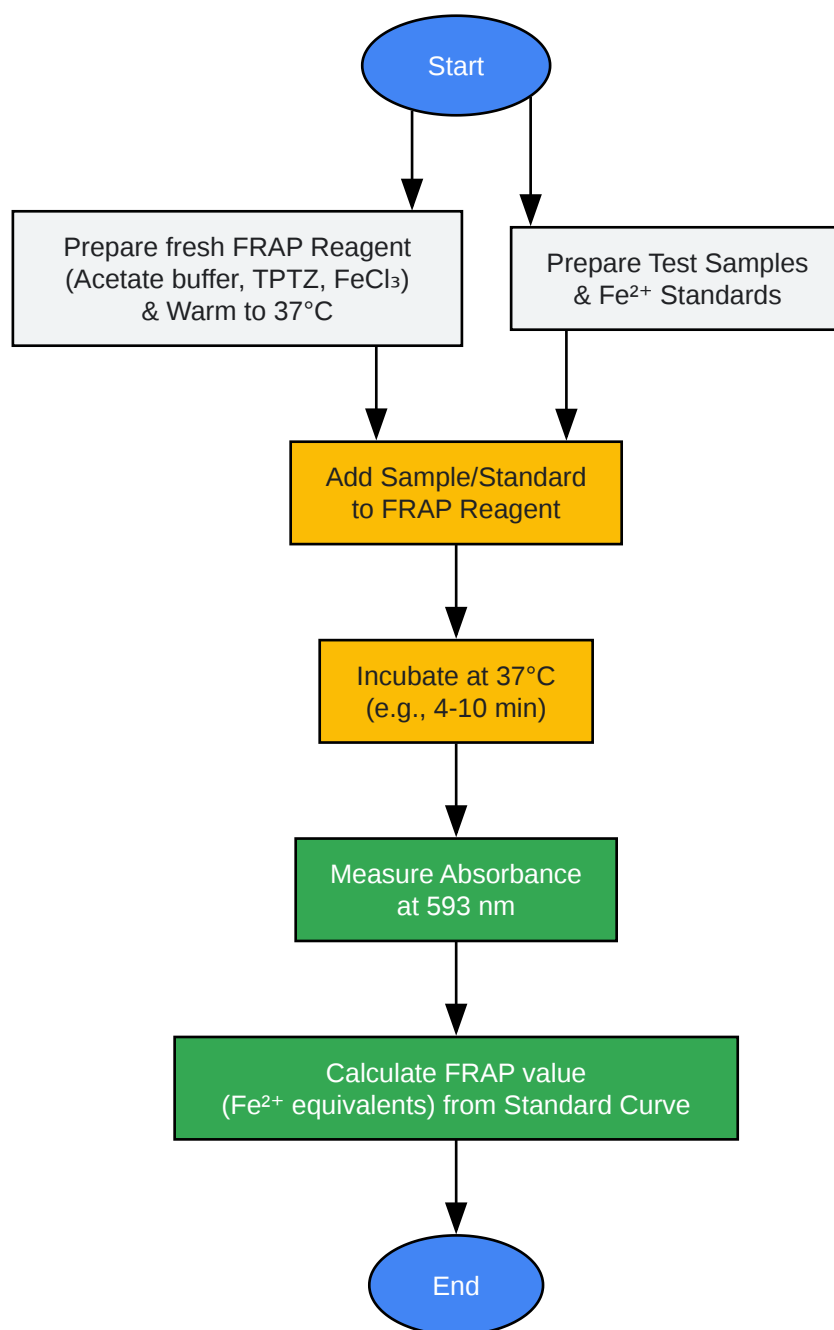 Start
Prepare fresh FRAP Reagent
(Acetate buffer, TPTZ, FeCl₃)
& Warm to 37°C
Prepare Test Samples
& Fe²⁺ Standards
Add Sample/Standard
to FRAP Reagent
Incubate at 37°C
(e.g., 4-10 min)
Measure Absorbance
at 593 nm
Calculate FRAP value
(Fe²⁺ equivalents) from Standard Curve
End